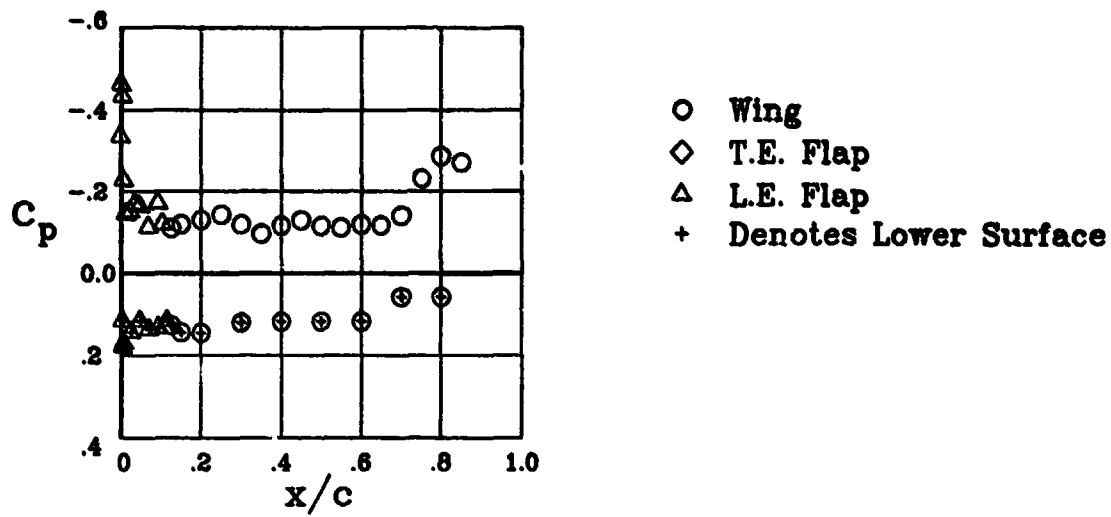 -.6
-.4
-.2
0.0
.2
.4
Cp
0 .2 .4 .6 .8 1.0
x/c
Wing
T.E. Flap
L.E. Flap
+ Denotes Lower Surface